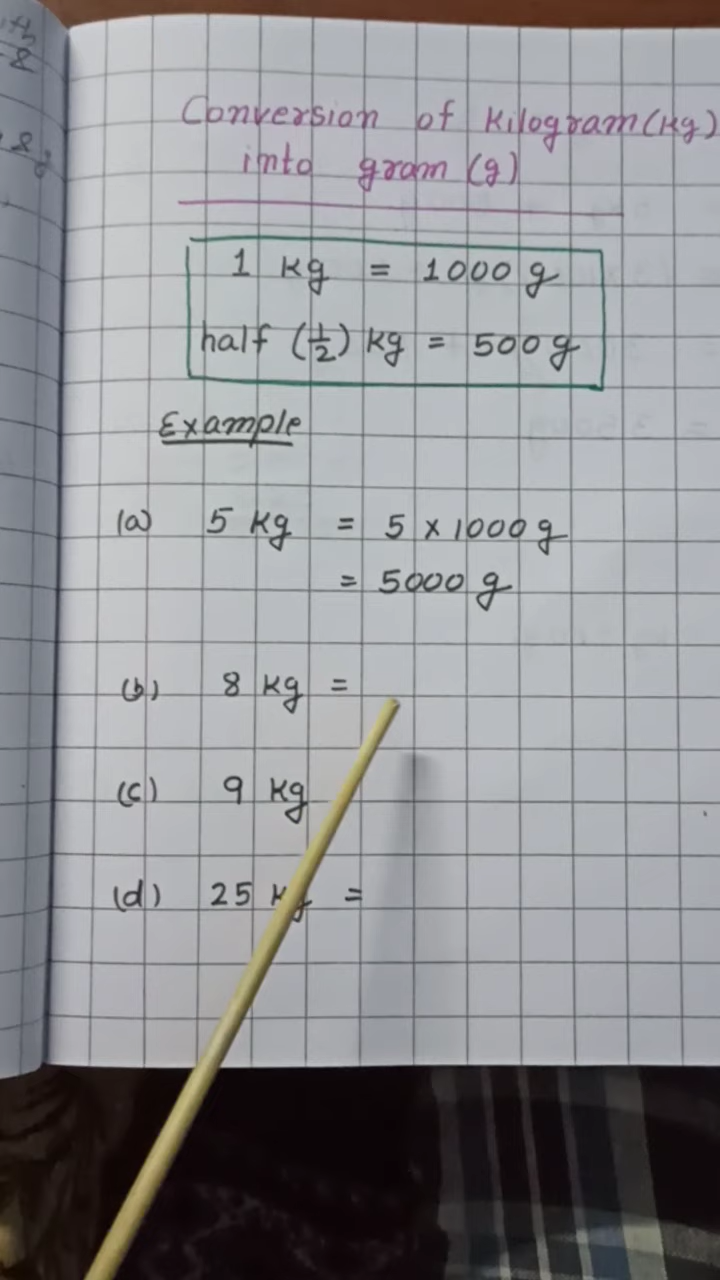 Conversion of Kilogram(Kg)
into gram (g)
1 Kg = 1000 g
half (1/2) Kg = 500 g
Example
(a) 5 Kg = 5 × 1000 g
= 5000 g
(b) 8 Kg =
(c) 9 Kg
(d) 25 Kg =